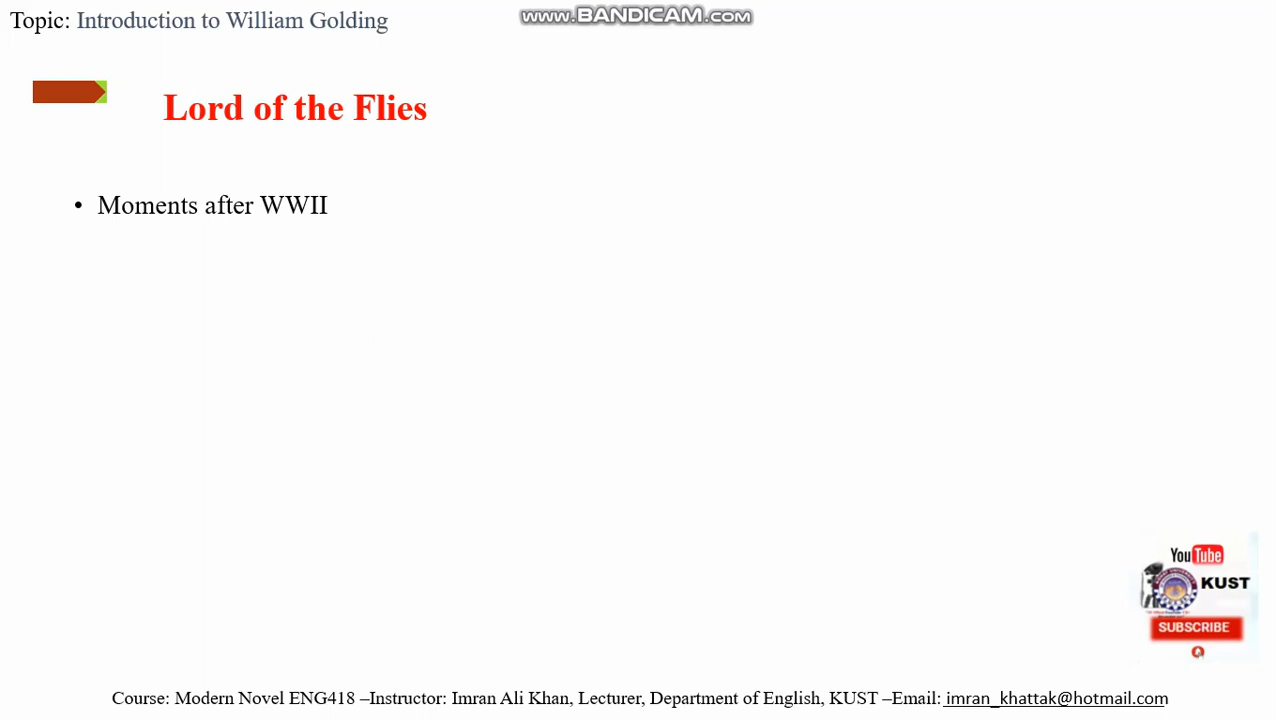 Topic: Introduction to William Golding
www.BANDICAM.com
Lord of the Flies
• Moments after WWII
YouTube
KUST
SUBSCRIBE
Course: Modern Novel ENG418 –Instructor: Imran Ali Khan, Lecturer, Department of English, KUST –Email: imran_khattak@hotmail.com